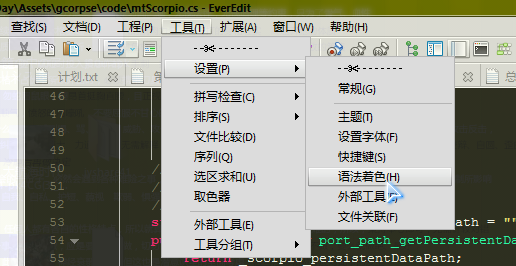 Day\Assets\gcorpse\code\mtScorpio.cs - EverEdit
查找(S) 文档(D) 工程(P) 工具(T) 扩展(A) 窗口(W) 帮助(H)
计划.txt
设置(P)
拼写检查(C)
排序(S)
文件比较(D)
序列(Q)
选区求和(U)
取色器
外部工具(E)
工具分组(T)
常规(G)
主题(T)
设置字体(F)
快捷键(S)
语法着色(H)
外部工具
文件关联(F)
46
47
48
49
50 //
51 //
52 //
53 st path = ""
54 pu port_path_getPersistentDa
55 return _scorpio_persistentDataPath;